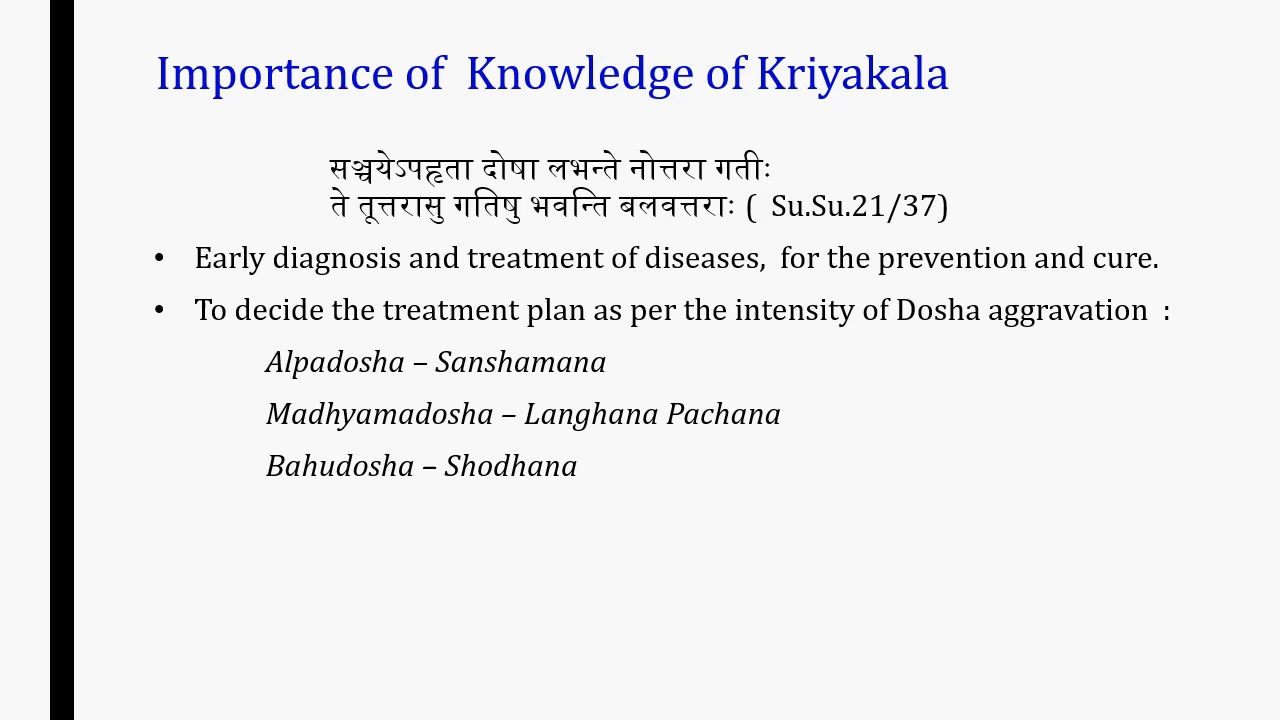 Importance of Knowledge of Kriyakala
सञ्चयेऽपहृता दोषा लभन्ते नोत्तरा गतीः
ते तूत्तरासु गतिषु भवन्ति बलवत्तराः ( Su.Su.21/37)
• Early diagnosis and treatment of diseases, for the prevention and cure.
• To decide the treatment plan as per the intensity of Dosha aggravation :
Alpadosha – Sanshamana
Madhyamadosha – Langhana Pachana
Bahudosha – Shodhana